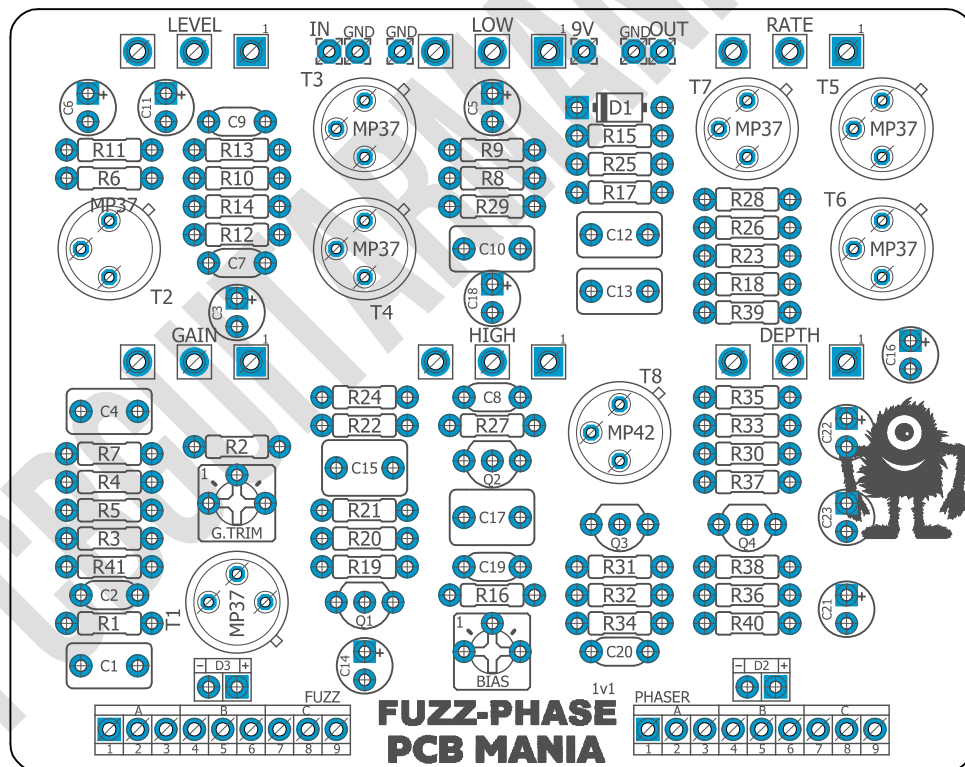 LEVEL 1 IN GND GND LOW 1 9V GND OUT RATE 1
T3 T7 T5
C6 + C11 + C9 MP37 C5 + D1 MP37 MP37
R11 R13 R9 R15
R6 R10 R8 R25
MP37 R14 R29 R17 R28 T6
R12 MP37 C10 C12 R26 MP37
C7 R23
T2 C3 + T4 C18 + C13 R18
R39
GAIN 1 HIGH 1 DEPTH 1 C16 +
T8
C4 R24 C8 R35
R22 R27 MP42 R33 C22 +
R7 R2 C15 Q2 R30
R4 1 R37
R5 G.TRIM R21 C17 Q3 Q4 C23 +
R3 R20
R41 R19 C19 R31 R38
C2 MP37 R16 R32 R36 C21 +
R1 T1 Q1 1 R34 R40
C1 C14 + BIAS C20
- D3 + - D2 +
FUZZ 1v1 PHASER
A B C A B C
1 2 3 4 5 6 7 8 9 1 2 3 4 5 6 7 8 9
FUZZ-PHASE
PCB MANIA